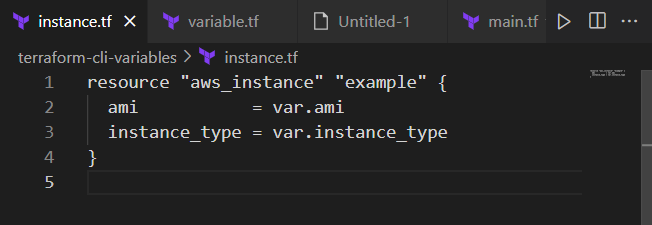 instance.tf
variable.tf
Untitled-1
main.tf
terraform-cli-variables > instance.tf
1 resource "aws_instance" "example" {
2   ami           = var.ami
3   instance_type = var.instance_type
4 }
5